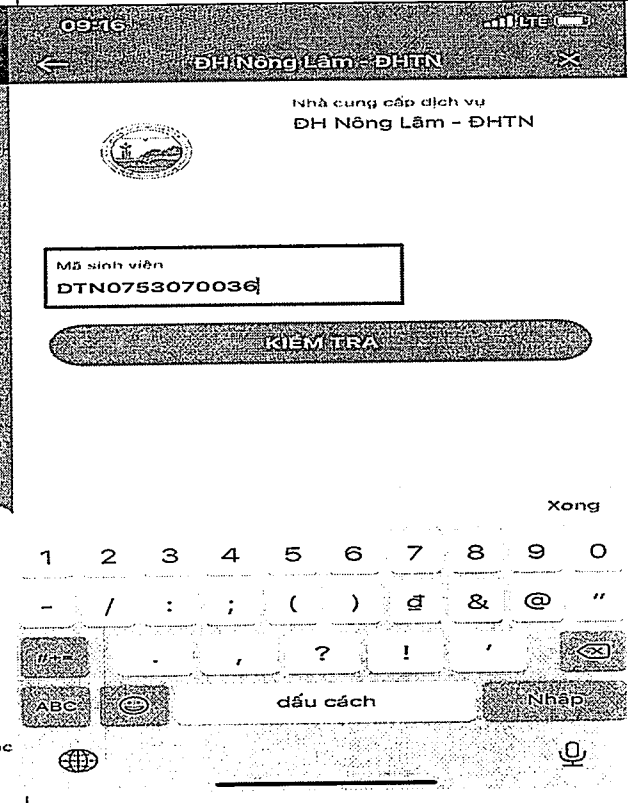 09:16 LTE
ĐH Nông Lâm - ĐHTN
Nhà cung cấp dịch vụ
ĐH Nông Lâm - ĐHTN
Mã sinh viên
DTN0753070036
KIỂM TRA
Xong
1 2 3 4 5 6 7 8 9 0
- / : ; ( ) đ & @ "
#+= . , ? ! '
ABC dấu cách Nhập